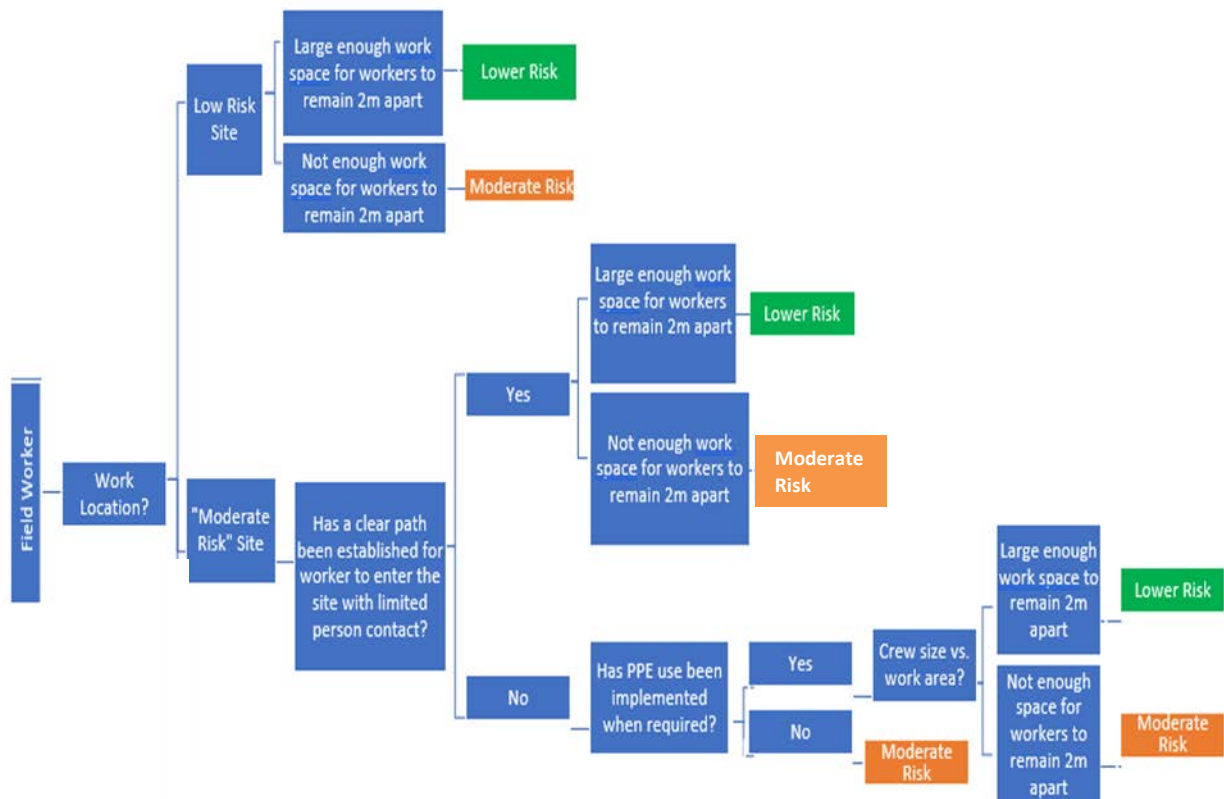 Field Worker
Work
Location?
Low Risk
Site
Large enough work
space for workers to
remain 2m apart
Lower Risk
Not enough work
space for workers to
remain 2m apart
Moderate Risk
"Moderate
Risk" Site
Has a clear path
been established for
worker to enter the
site with limited
person contact?
Yes
Large enough work
space for workers
to remain 2m apart
Lower Risk
Not enough work
space for workers to
remain 2m apart
Moderate
Risk
No
Has PPE use been
implemented
when required?
Yes
Crew size vs.
work area?
Large enough
work space to
remain 2m
apart
Lower Risk
Not enough
space for
workers to
remain 2m
apart
Moderate
Risk
No
Moderate
Risk